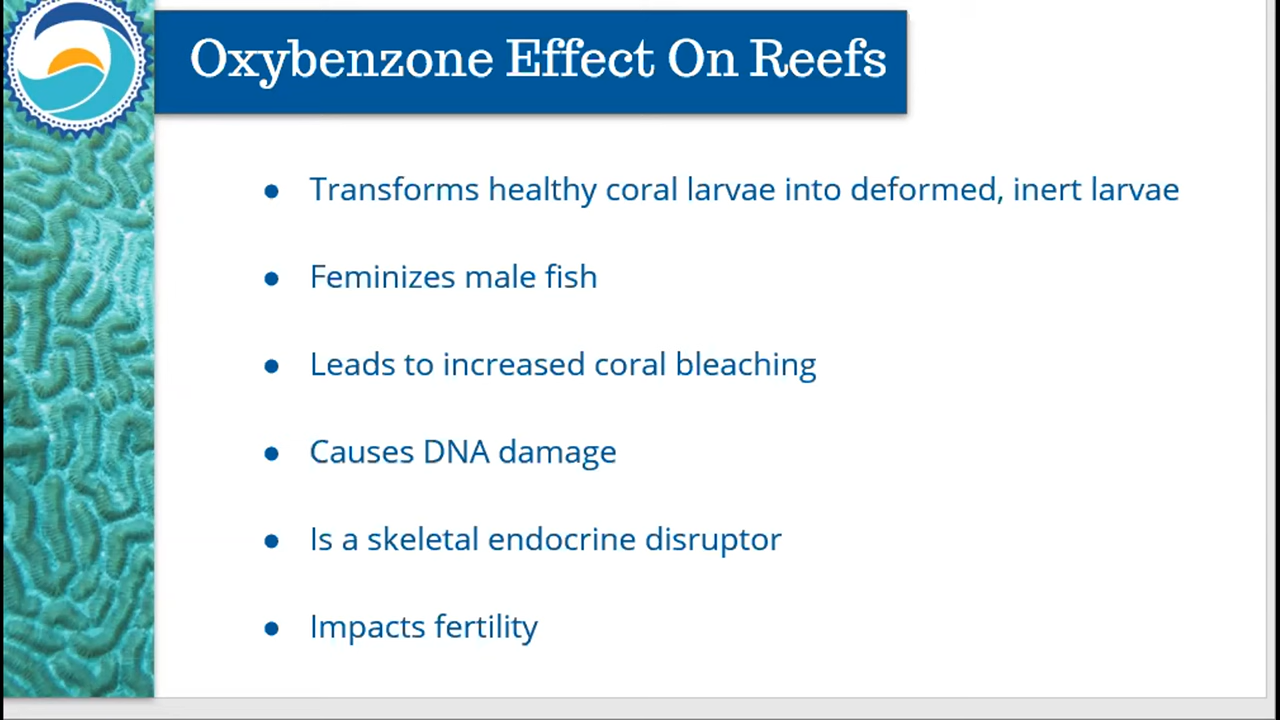 Oxybenzone Effect On Reefs
● Transforms healthy coral larvae into deformed, inert larvae
● Feminizes male fish
● Leads to increased coral bleaching
● Causes DNA damage
● Is a skeletal endocrine disruptor
● Impacts fertility